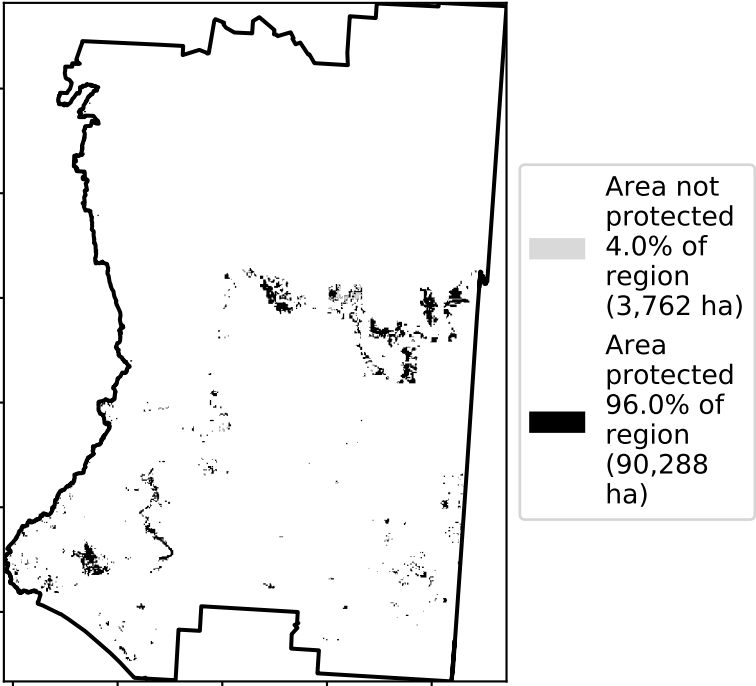 Area not
protected
4.0% of
region
(3,762 ha)
Area
protected
96.0% of
region
(90,288
ha)